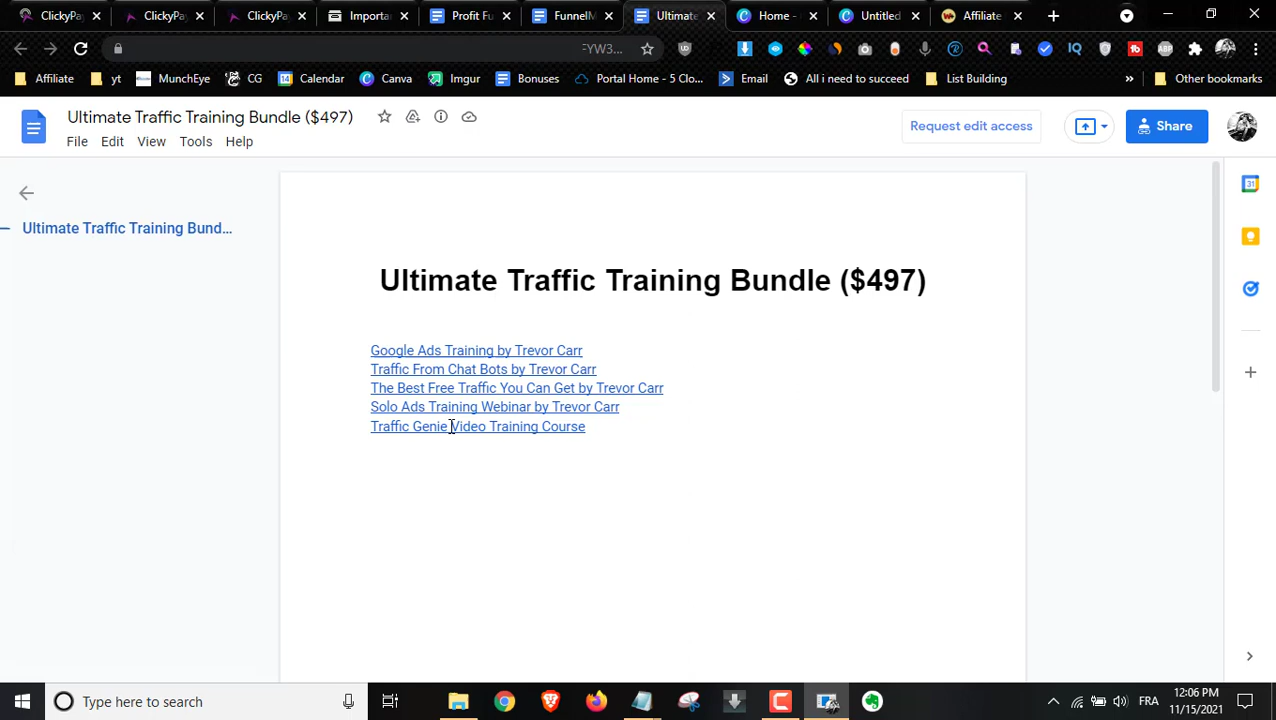 ClickyPay
ClickyPay
ClickyPay
Importan
Profit Fu
FunnelM
Ultimate
Home -
Untitled
Affiliate
FYW3...
Affiliate
yt
MunchEye
CG
Calendar
Canva
Imgur
Bonuses
Portal Home - 5 Clo...
Email
All i need to succeed
List Building
Other bookmarks
Ultimate Traffic Training Bundle ($497)
File Edit View Tools Help
Request edit access
Share
Ultimate Traffic Training Bund...
Ultimate Traffic Training Bundle ($497)
Google Ads Training by Trevor Carr
Traffic From Chat Bots by Trevor Carr
The Best Free Traffic You Can Get by Trevor Carr
Solo Ads Training Webinar by Trevor Carr
Traffic Genie Video Training Course
Type here to search
FRA
12:06 PM
11/15/2021